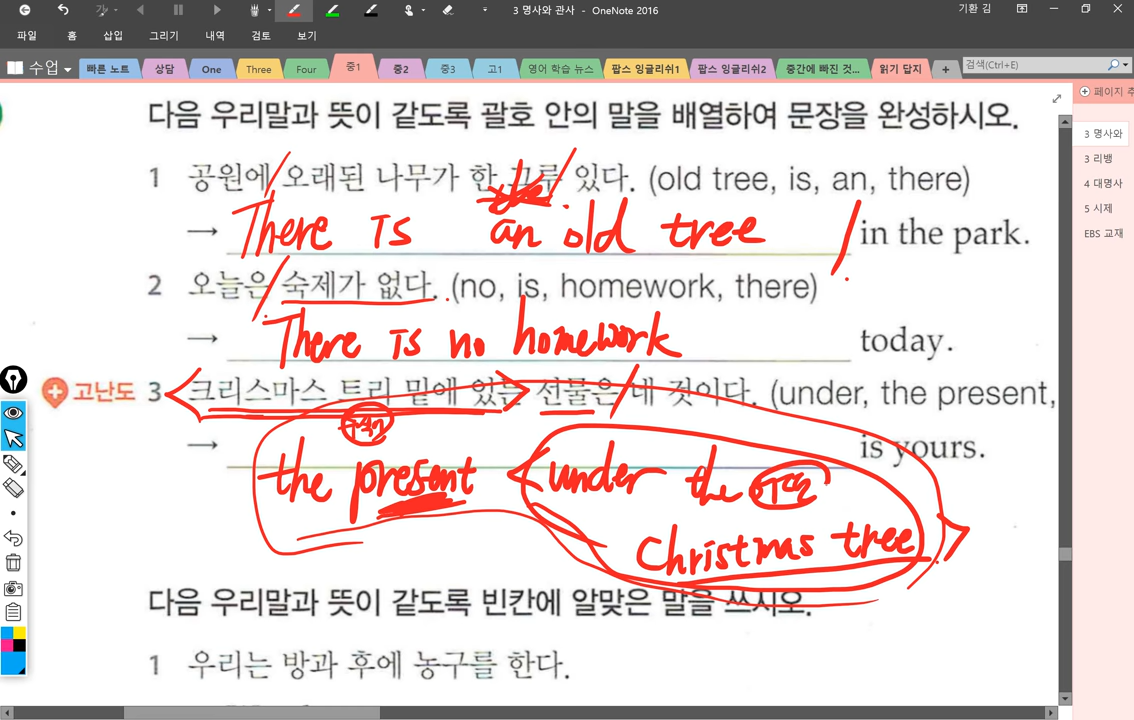 3 명사와 관사 - OneNote 2016
기환 김
파일 홈 삽입 그리기 내역 검토 보기
수업 빠른 노트 상담 One Three Four 중1 중2 중3 고1 영어 학습 뉴스 팝스 잉글리쉬1 팝스 잉글리쉬2 중간에 빠진 것... 읽기 답지 + 검색(Ctrl+E)
페이지 추
3 명사와
3 리뱅
4 대명사
5 시제
EBS 교재
다음 우리말과 뜻이 같도록 괄호 안의 말을 배열하여 문장을 완성하시오.
1 공원에 오래된 나무가 한 그루 있다. (old tree, is, an, there)
→ There is an old tree in the park.
2 오늘은 숙제가 없다. (no, is, homework, there)
→ There is no homework today.
고난도 3 크리스마스 트리 밑에 있는 선물은 네 것이다. (under, the present,
→ is yours.
the present under the
Christmas tree
다음 우리말과 뜻이 같도록 빈칸에 알맞은 말을 쓰시오.
1 우리는 방과 후에 농구를 한다.